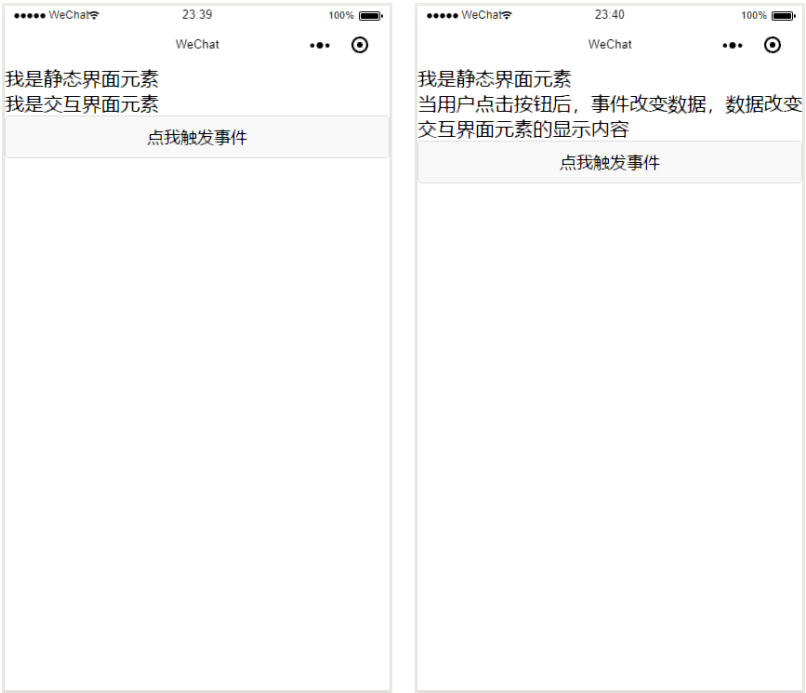 WeChat 23:39 100%
WeChat
我是静态界面元素
我是交互界面元素
点我触发事件
WeChat 23:40 100%
WeChat
我是静态界面元素
当用户点击按钮后，事件改变数据，数据改变
交互界面元素的显示内容
点我触发事件